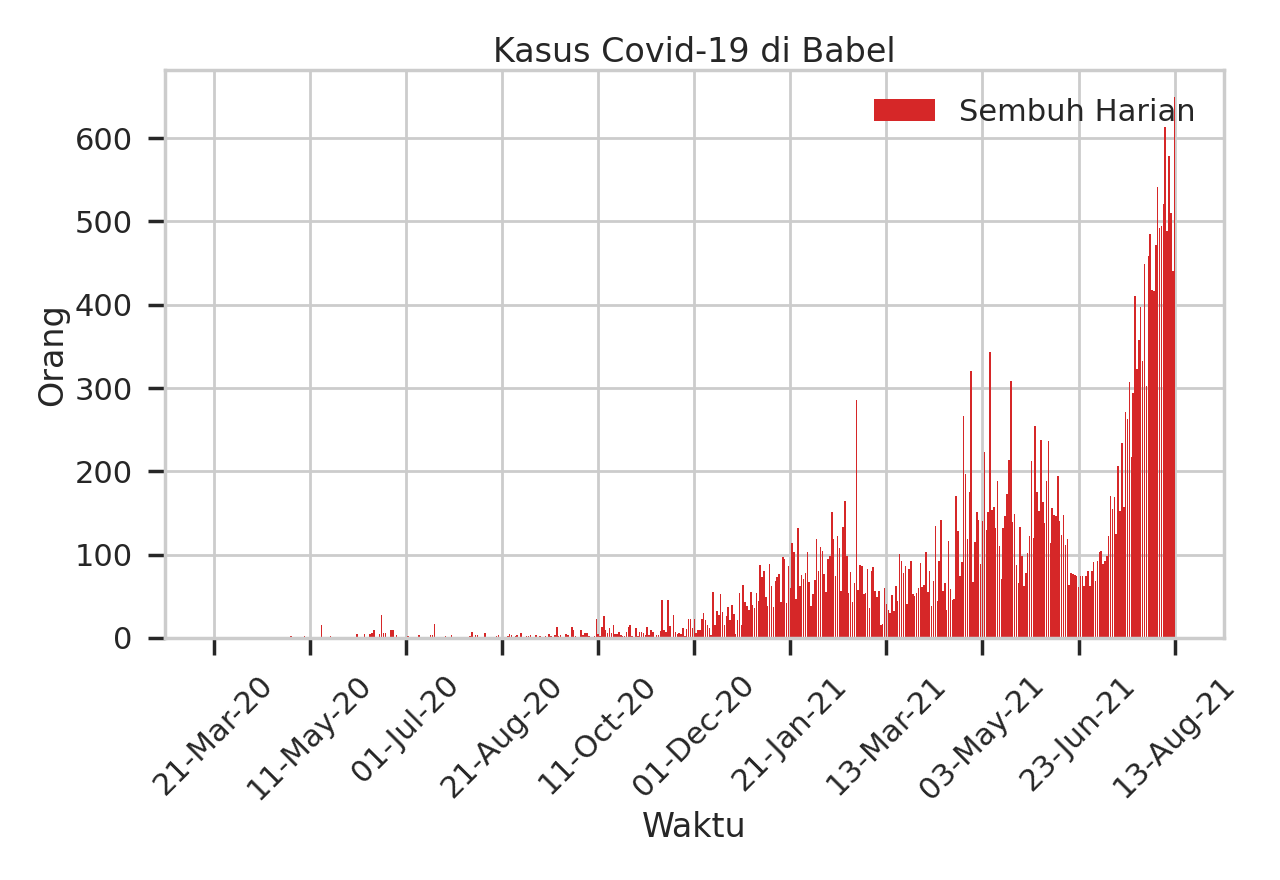 Kasus Covid-19 di Babel
Sembuh Harian
Orang
600
500
400
300
200
100
0
21-Mar-20
11-May-20
01-Jul-20
21-Aug-20
11-Oct-20
01-Dec-20
21-Jan-21
13-Mar-21
03-May-21
23-Jun-21
13-Aug-21
Waktu